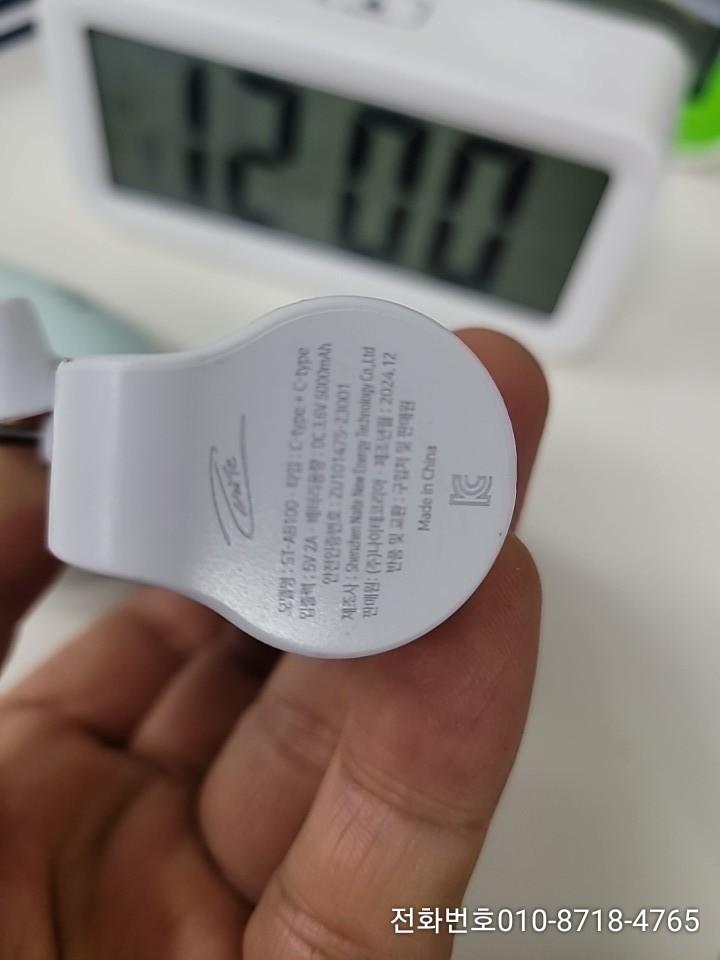 12:00
모델명 : ST-AB100 · 타입 : C-type + C-type
입출력 : 5V 2A · 배터리용량 : DC 3.6V 5000mAh
안전인증번호 : ZU101475-23001
제조사 : Shenzhen Nate New Energy Technology Co.,Ltd
판매원: (주)나이테코리아 · 제조년월 : 2024.12
반품 및 교환 : 구입처 및 판매원
Made in China
전화번호010-8718-4765